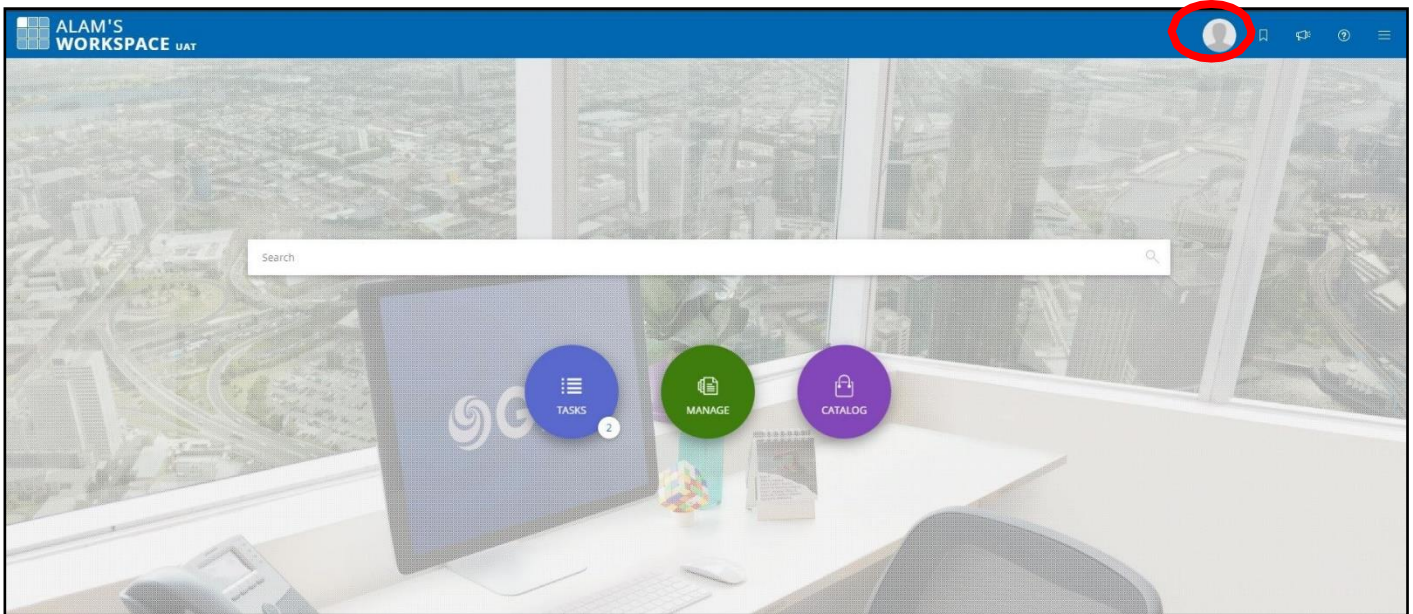 ALAM'S
WORKSPACE UAT
Search
TASKS
2
MANAGE
CATALOG